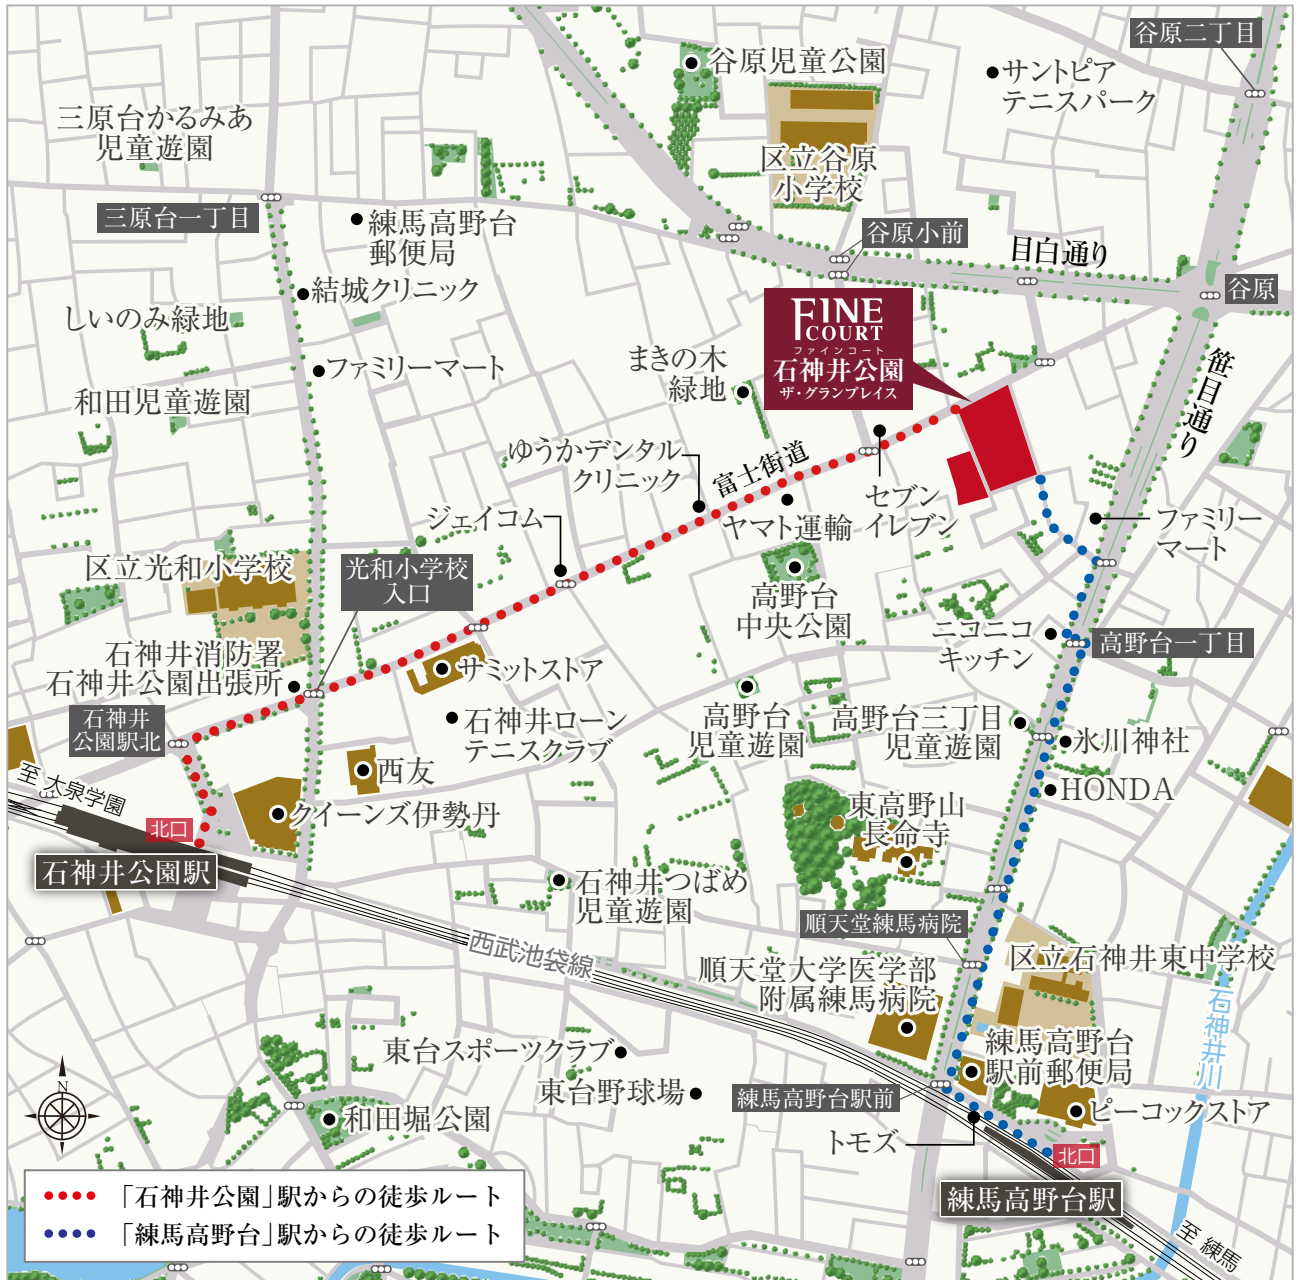 谷原二丁目
谷原児童公園
サントピア
テニスパーク
三原台かるみあ
児童遊園
区立谷原
小学校
三原台一丁目
練馬高野台
郵便局
谷原小前
目白通り
結城クリニック
谷原
しいのみ緑地
FINE
COURT
ファインコート
石神井公園
ザ・グランプレイス
ファミリーマート
まきの木
緑地
笹目通り
和田児童遊園
ゆうかデンタル
クリニック
富士街道
セブン
イレブン
ジェイコム
ヤマト運輸
ファミリー
マート
区立光和小学校
光和小学校
入口
高野台
中央公園
ニコニコ
キッチン
高野台一丁目
石神井消防署
石神井公園出張所
サミットストア
石神井
公園駅北
石神井ローン
テニスクラブ
高野台
児童遊園
高野台三丁目
児童遊園
氷川神社
至 大泉学園
西友
HONDA
クイーンズ伊勢丹
東高野山
長命寺
北口
石神井公園駅
石神井つばめ
児童遊園
順天堂練馬病院
西武池袋線
順天堂大学医学部
附属練馬病院
区立石神井東中学校
石神井川
東台スポーツクラブ
練馬高野台
駅前郵便局
東台野球場
練馬高野台駅前
N
和田堀公園
ピーコックストア
トモズ
北口
練馬高野台駅
至 練馬
「石神井公園」駅からの徒歩ルート
「練馬高野台」駅からの徒歩ルート